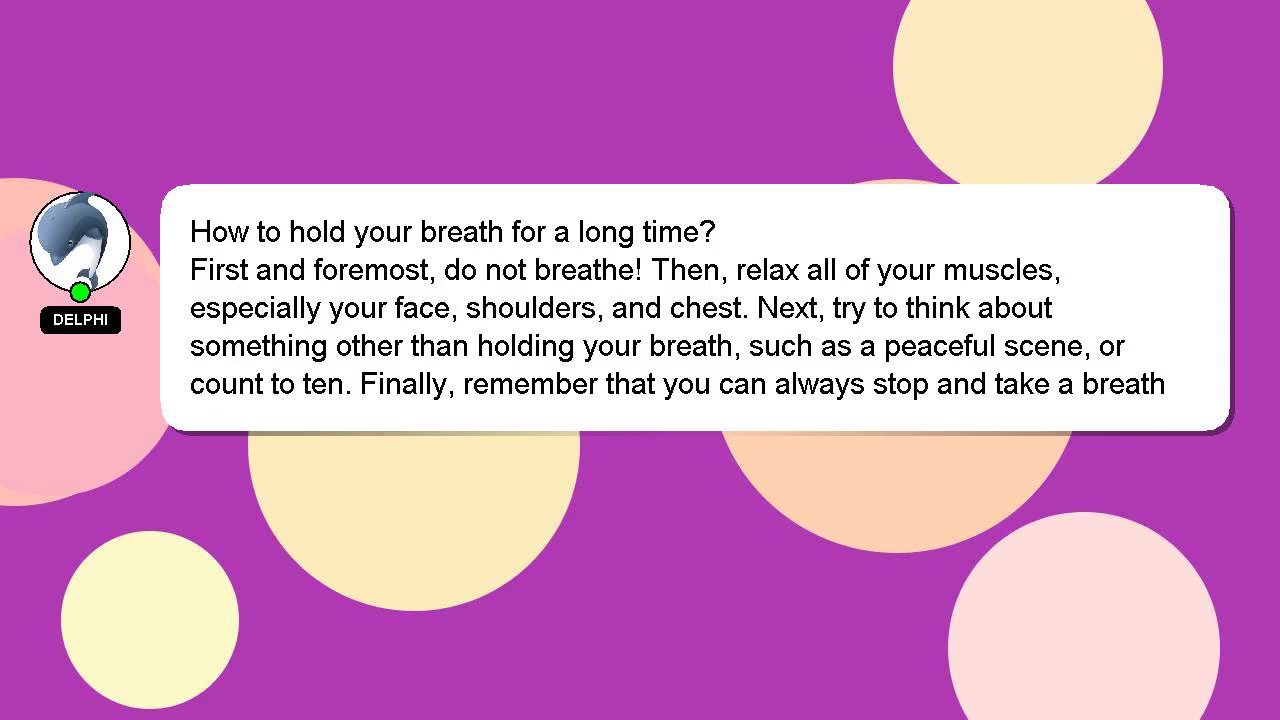 How to hold your breath for a long time?
First and foremost, do not breathe! Then, relax all of your muscles,
especially your face, shoulders, and chest. Next, try to think about
something other than holding your breath, such as a peaceful scene, or
count to ten. Finally, remember that you can always stop and take a breath
DELPHI